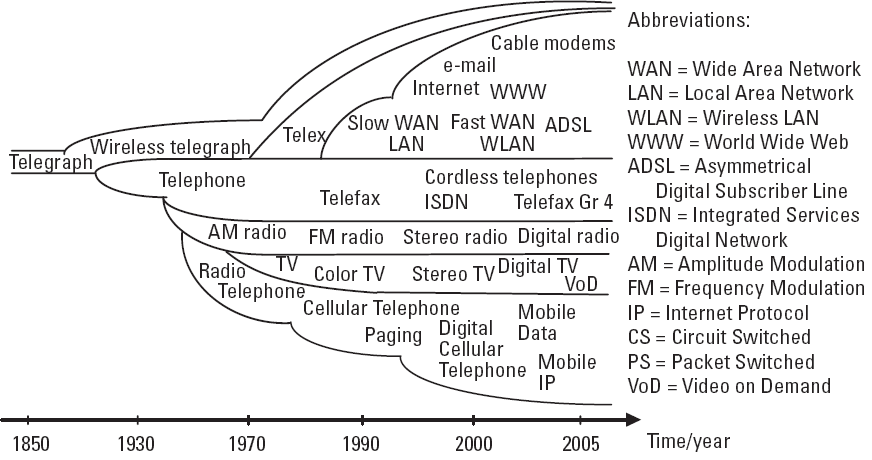 Cable modems
e-mail
Internet WWW
Telex
Slow WAN Fast WAN ADSL
LAN WLAN
Wireless telegraph
Telegraph
Telephone
Cordless telephones
Telefax ISDN Telefax Gr 4
AM radio FM radio Stereo radio Digital radio
TV Color TV Stereo TV Digital TV
VoD
Radio
Telephone
Cellular Telephone
Paging
Digital
Cellular
Telephone
Mobile
Data
Mobile
IP
1850 1930 1970 1990 2000 2005 Time/year
Abbreviations:
WAN = Wide Area Network
LAN = Local Area Network
WLAN = Wireless LAN
WWW = World Wide Web
ADSL = Asymmetrical
Digital Subscriber Line
ISDN = Integrated Services
Digital Network
AM = Amplitude Modulation
FM = Frequency Modulation
IP = Internet Protocol
CS = Circuit Switched
PS = Packet Switched
VoD = Video on Demand